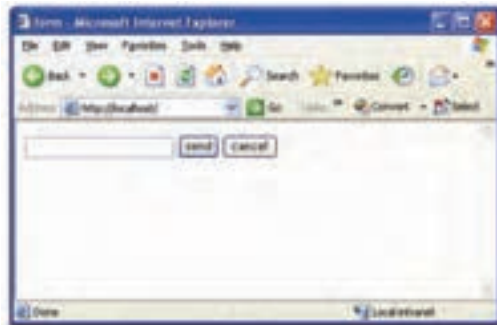 form - Microsoft Internet Explorer
File Edit View Favorites Tools Help
Back Search Favorites
Address http://localhost/ Go Links » Convert Select
send cancel
Done Local intranet